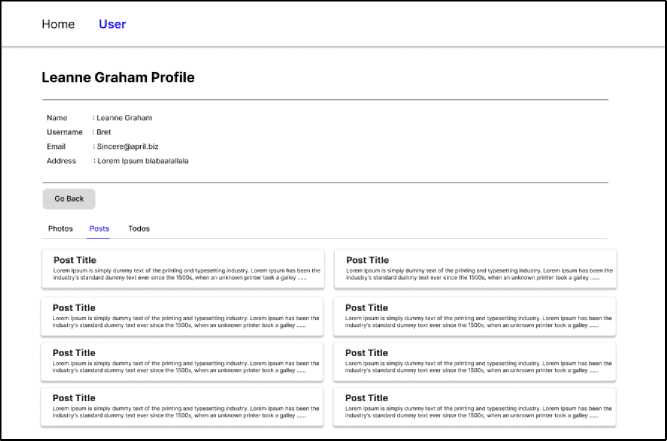 Home User
Leanne Graham Profile
Name : Leanne Graham
Username : Bret
Email : Sincere@april.biz
Address : Lorem Ipsum blabaalallala
Go Back
Photos Posts Todos
Post Title
Lorem Ipsum is simply dummy text of the printing and typesetting industry. Lorem Ipsum has been the
industry's standard dummy text ever since the 1500s, when an unknown printer took a galley ......
Post Title
Lorem Ipsum is simply dummy text of the printing and typesetting industry. Lorem Ipsum has been the
industry's standard dummy text ever since the 1500s, when an unknown printer took a galley ......
Post Title
Lorem Ipsum is simply dummy text of the printing and typesetting industry. Lorem Ipsum has been the
industry's standard dummy text ever since the 1500s, when an unknown printer took a galley ......
Post Title
Lorem Ipsum is simply dummy text of the printing and typesetting industry. Lorem Ipsum has been the
industry's standard dummy text ever since the 1500s, when an unknown printer took a galley ......
Post Title
Lorem Ipsum is simply dummy text of the printing and typesetting industry. Lorem Ipsum has been the
industry's standard dummy text ever since the 1500s, when an unknown printer took a galley ......
Post Title
Lorem Ipsum is simply dummy text of the printing and typesetting industry. Lorem Ipsum has been the
industry's standard dummy text ever since the 1500s, when an unknown printer took a galley ......
Post Title
Lorem Ipsum is simply dummy text of the printing and typesetting industry. Lorem Ipsum has been the
industry's standard dummy text ever since the 1500s, when an unknown printer took a galley ......
Post Title
Lorem Ipsum is simply dummy text of the printing and typesetting industry. Lorem Ipsum has been the
industry's standard dummy text ever since the 1500s, when an unknown printer took a galley ......